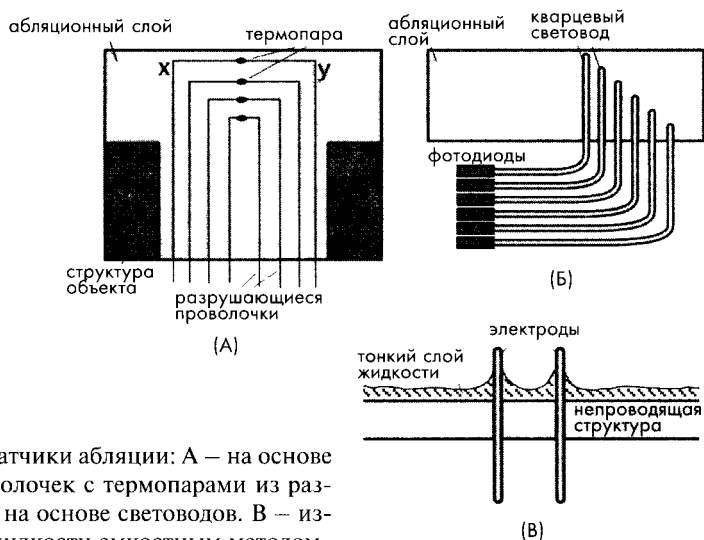 абляционный слой
термопара
x
y
структура
объекта
разрушающиеся
проволочки
(А)
абляционный
слой
кварцевый
световод
фотодиоды
(Б)
электроды
тонкий слой
жидкости
непроводящая
структура
(В)
атчики абляции: А – на основе
олочек с термопарами из раз-
на основе световодов. В – из-
идкости емкостным методом.